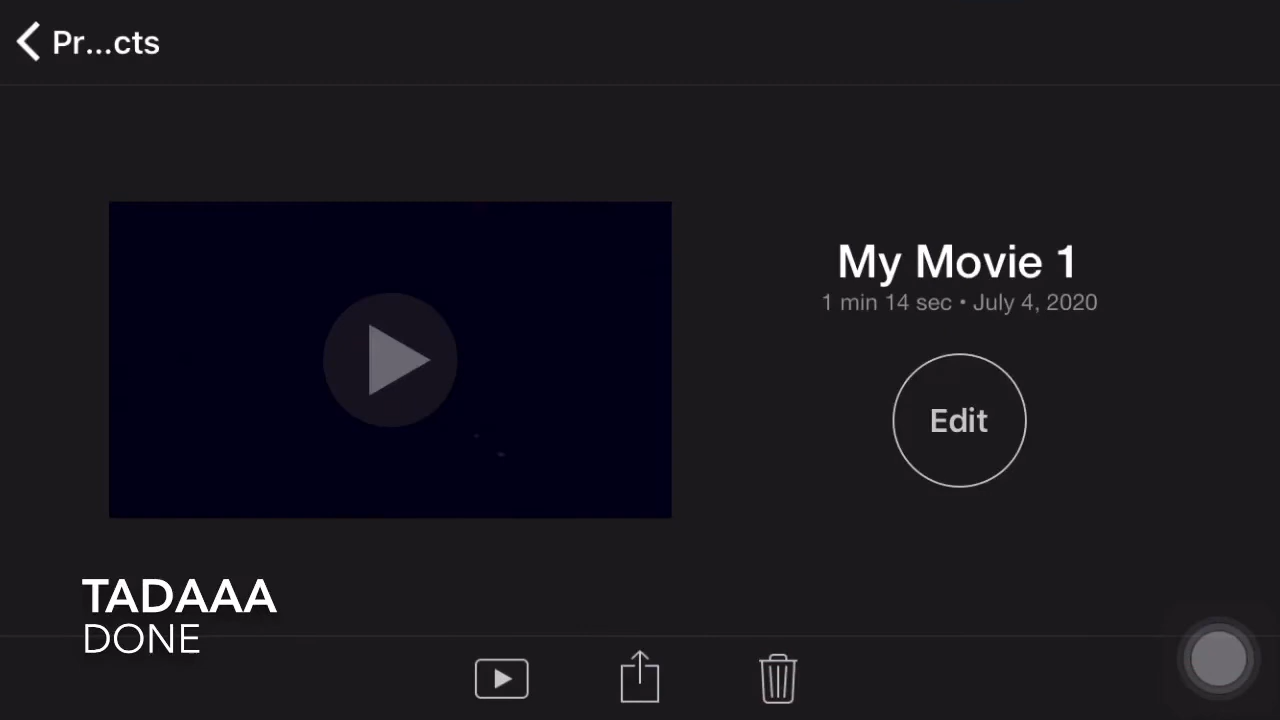 Pr...cts
My Movie 1
1 min 14 sec • July 4, 2020
Edit
TADAAA
DONE